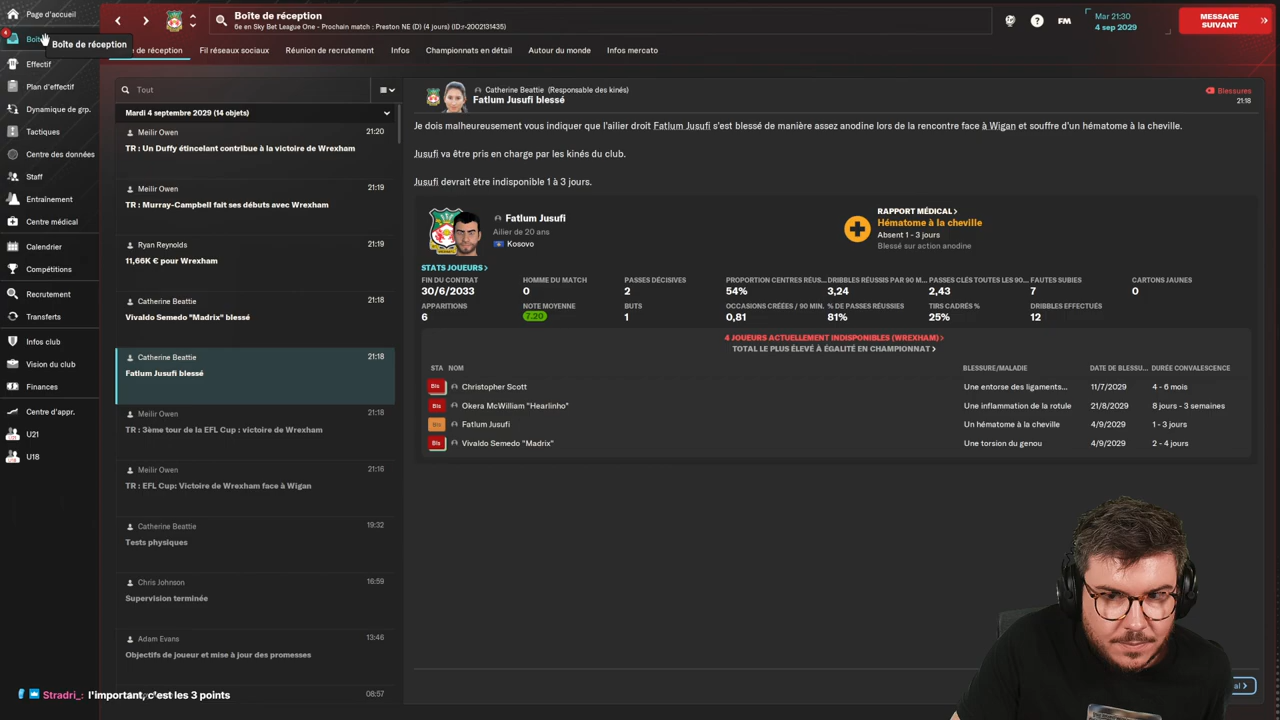 Page d'accueil
Boîte de réception
6e en Sky Bet League One - Prochain match : Preston NE (D) (4 jours) (ID:r-2002131435)
FM
Mar 21:30
4 sep 2029
MESSAGE
SUIVANT
4
Boîte de réception
de réception
Fil réseaux sociaux
Réunion de recrutement
Infos
Championnats en détail
Autour du monde
Infos mercato
Effectif
Plan d'effectif
Dynamique de grp.
Tactiques
Centre des données
Staff
Entraînement
Centre médical
Calendrier
Compétitions
Recrutement
Transferts
Infos club
Vision du club
Finances
Centre d'appr.
U21
U18
Tout
Mardi 4 septembre 2029 (14 objets)
Meilir Owen
21:20
TR : Un Duffy étincelant contribue à la victoire de Wrexham
Meilir Owen
21:19
TR : Murray-Campbell fait ses débuts avec Wrexham
Ryan Reynolds
21:19
11,66K € pour Wrexham
Catherine Beattie
21:18
Vivaldo Semedo "Madrix" blessé
Catherine Beattie
21:18
Fatlum Jusufi blessé
Meilir Owen
21:18
TR : 3ème tour de la EFL Cup : victoire de Wrexham
Meilir Owen
21:16
TR : EFL Cup: Victoire de Wrexham face à Wigan
Catherine Beattie
19:32
Tests physiques
Chris Johnson
16:59
Supervision terminée
Adam Evans
13:46
Objectifs de joueur et mise à jour des promesses
08:57
Catherine Beattie (Responsable des kinés)
Fatlum Jusufi blessé
Blessures
21:18
Je dois malheureusement vous indiquer que l'ailier droit Fatlum Jusufi s'est blessé de manière assez anodine lors de la rencontre face à Wigan et souffre d'un hématome à la cheville.
Jusufi va être pris en charge par les kinés du club.
Jusufi devrait être indisponible 1 à 3 jours.
Fatlum Jusufi
Ailier de 20 ans
Kosovo
RAPPORT MÉDICAL
Hématome à la cheville
Absent 1 - 3 jours
Blessé sur action anodine
STATS JOUEURS
FIN DU CONTRAT
HOMME DU MATCH
PASSES DÉCISIVES
PROPORTION CENTRES RÉUS...
DRIBBLES RÉUSSIS PAR 90 M...
PASSES CLÉS TOUTES LES 90...
FAUTES SUBIES
CARTONS JAUNES
30/6/2033
0
2
54%
3,24
2,43
7
0
APPARITIONS
NOTE MOYENNE
BUTS
OCCASIONS CRÉÉES / 90 MIN.
% DE PASSES RÉUSSIES
TIRS CADRÉS %
DRIBBLES EFFECTUÉS
6
7.20
1
0,81
81%
25%
12
4 JOUEURS ACTUELLEMENT INDISPONIBLES (WREXHAM)
TOTAL LE PLUS ÉLEVÉ À ÉGALITÉ EN CHAMPIONNAT
STA
NOM
BLESSURE/MALADIE
DATE DE BLESSU...
DURÉE CONVALESCENCE
Bls
Christopher Scott
Une entorse des ligaments...
11/7/2029
4 - 6 mois
Bls
Okera McWilliam "Hearlinho"
Une inflammation de la rotule
21/8/2029
8 jours - 3 semaines
Bls
Fatlum Jusufi
Un hématome à la cheville
4/9/2029
1 - 3 jours
Bls
Vivaldo Semedo "Madrix"
Une torsion du genou
4/9/2029
2 - 4 jours
Stradri_: l'important, c'est les 3 points